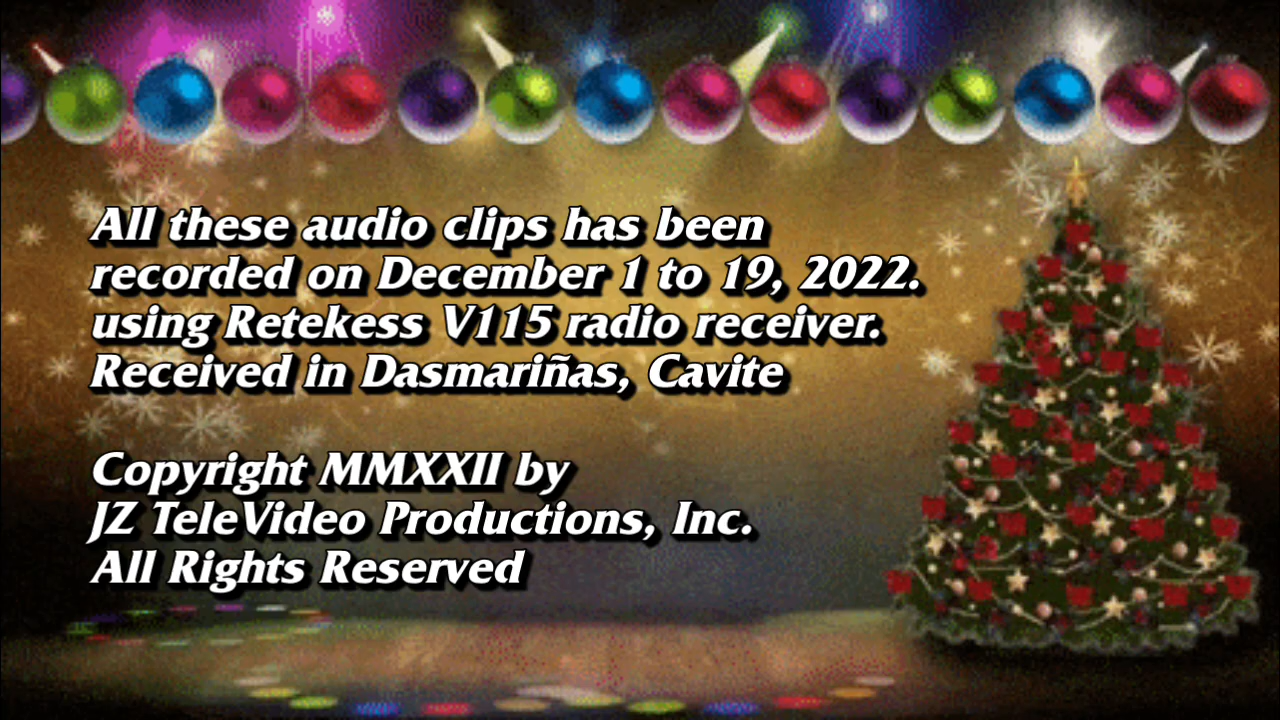 All these audio clips has been
recorded on December 1 to 19, 2022.
using Retekess V115 radio receiver.
Received in Dasmariñas, Cavite
Copyright MMXXII by
JZ TeleVideo Productions, Inc.
All Rights Reserved